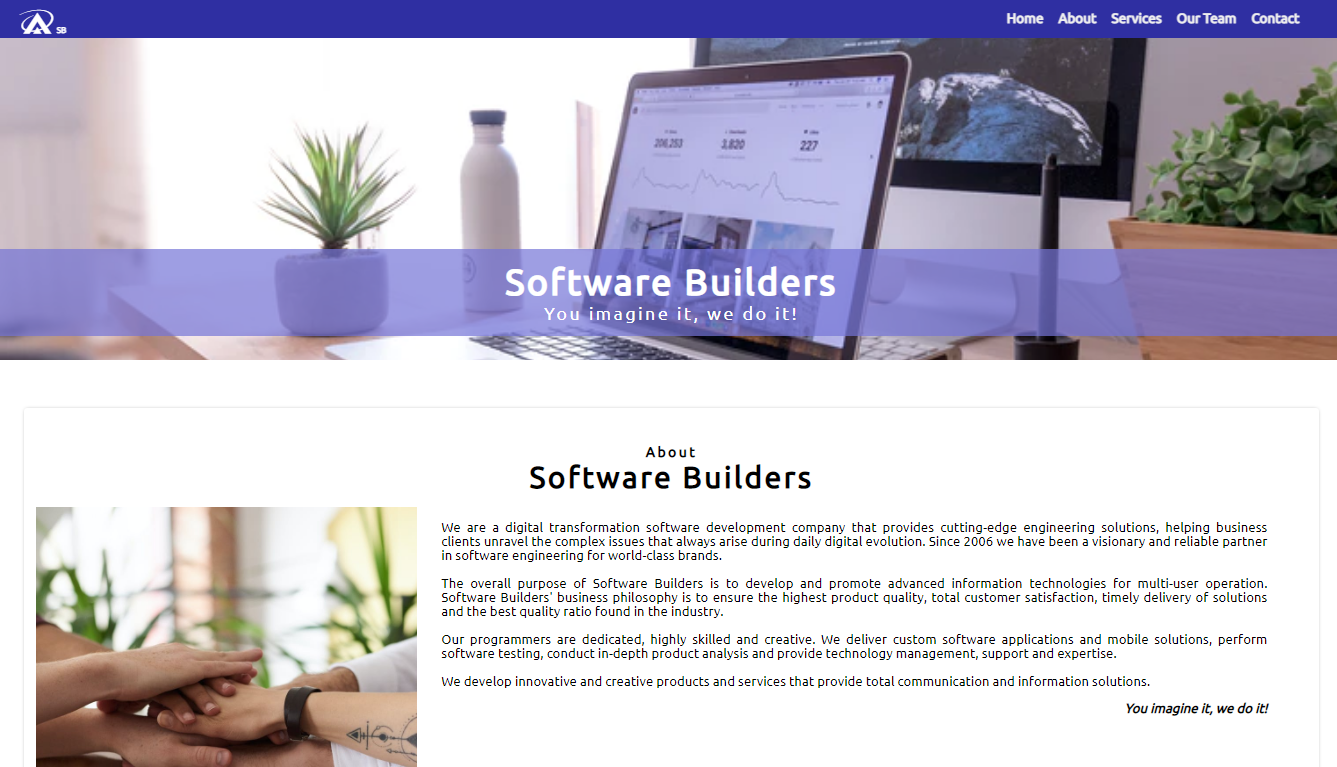 SB
Home About Services Our Team Contact
206,253 3,820 227
Software Builders
You imagine it, we do it!
About
Software Builders
We are a digital transformation software development company that provides cutting-edge engineering solutions, helping business
clients unravel the complex issues that always arise during daily digital evolution. Since 2006 we have been a visionary and reliable partner
in software engineering for world-class brands.
The overall purpose of Software Builders is to develop and promote advanced information technologies for multi-user operation.
Software Builders' business philosophy is to ensure the highest product quality, total customer satisfaction, timely delivery of solutions
and the best quality ratio found in the industry.
Our programmers are dedicated, highly skilled and creative. We deliver custom software applications and mobile solutions, perform
software testing, conduct in-depth product analysis and provide technology management, support and expertise.
We develop innovative and creative products and services that provide total communication and information solutions.
You imagine it, we do it!